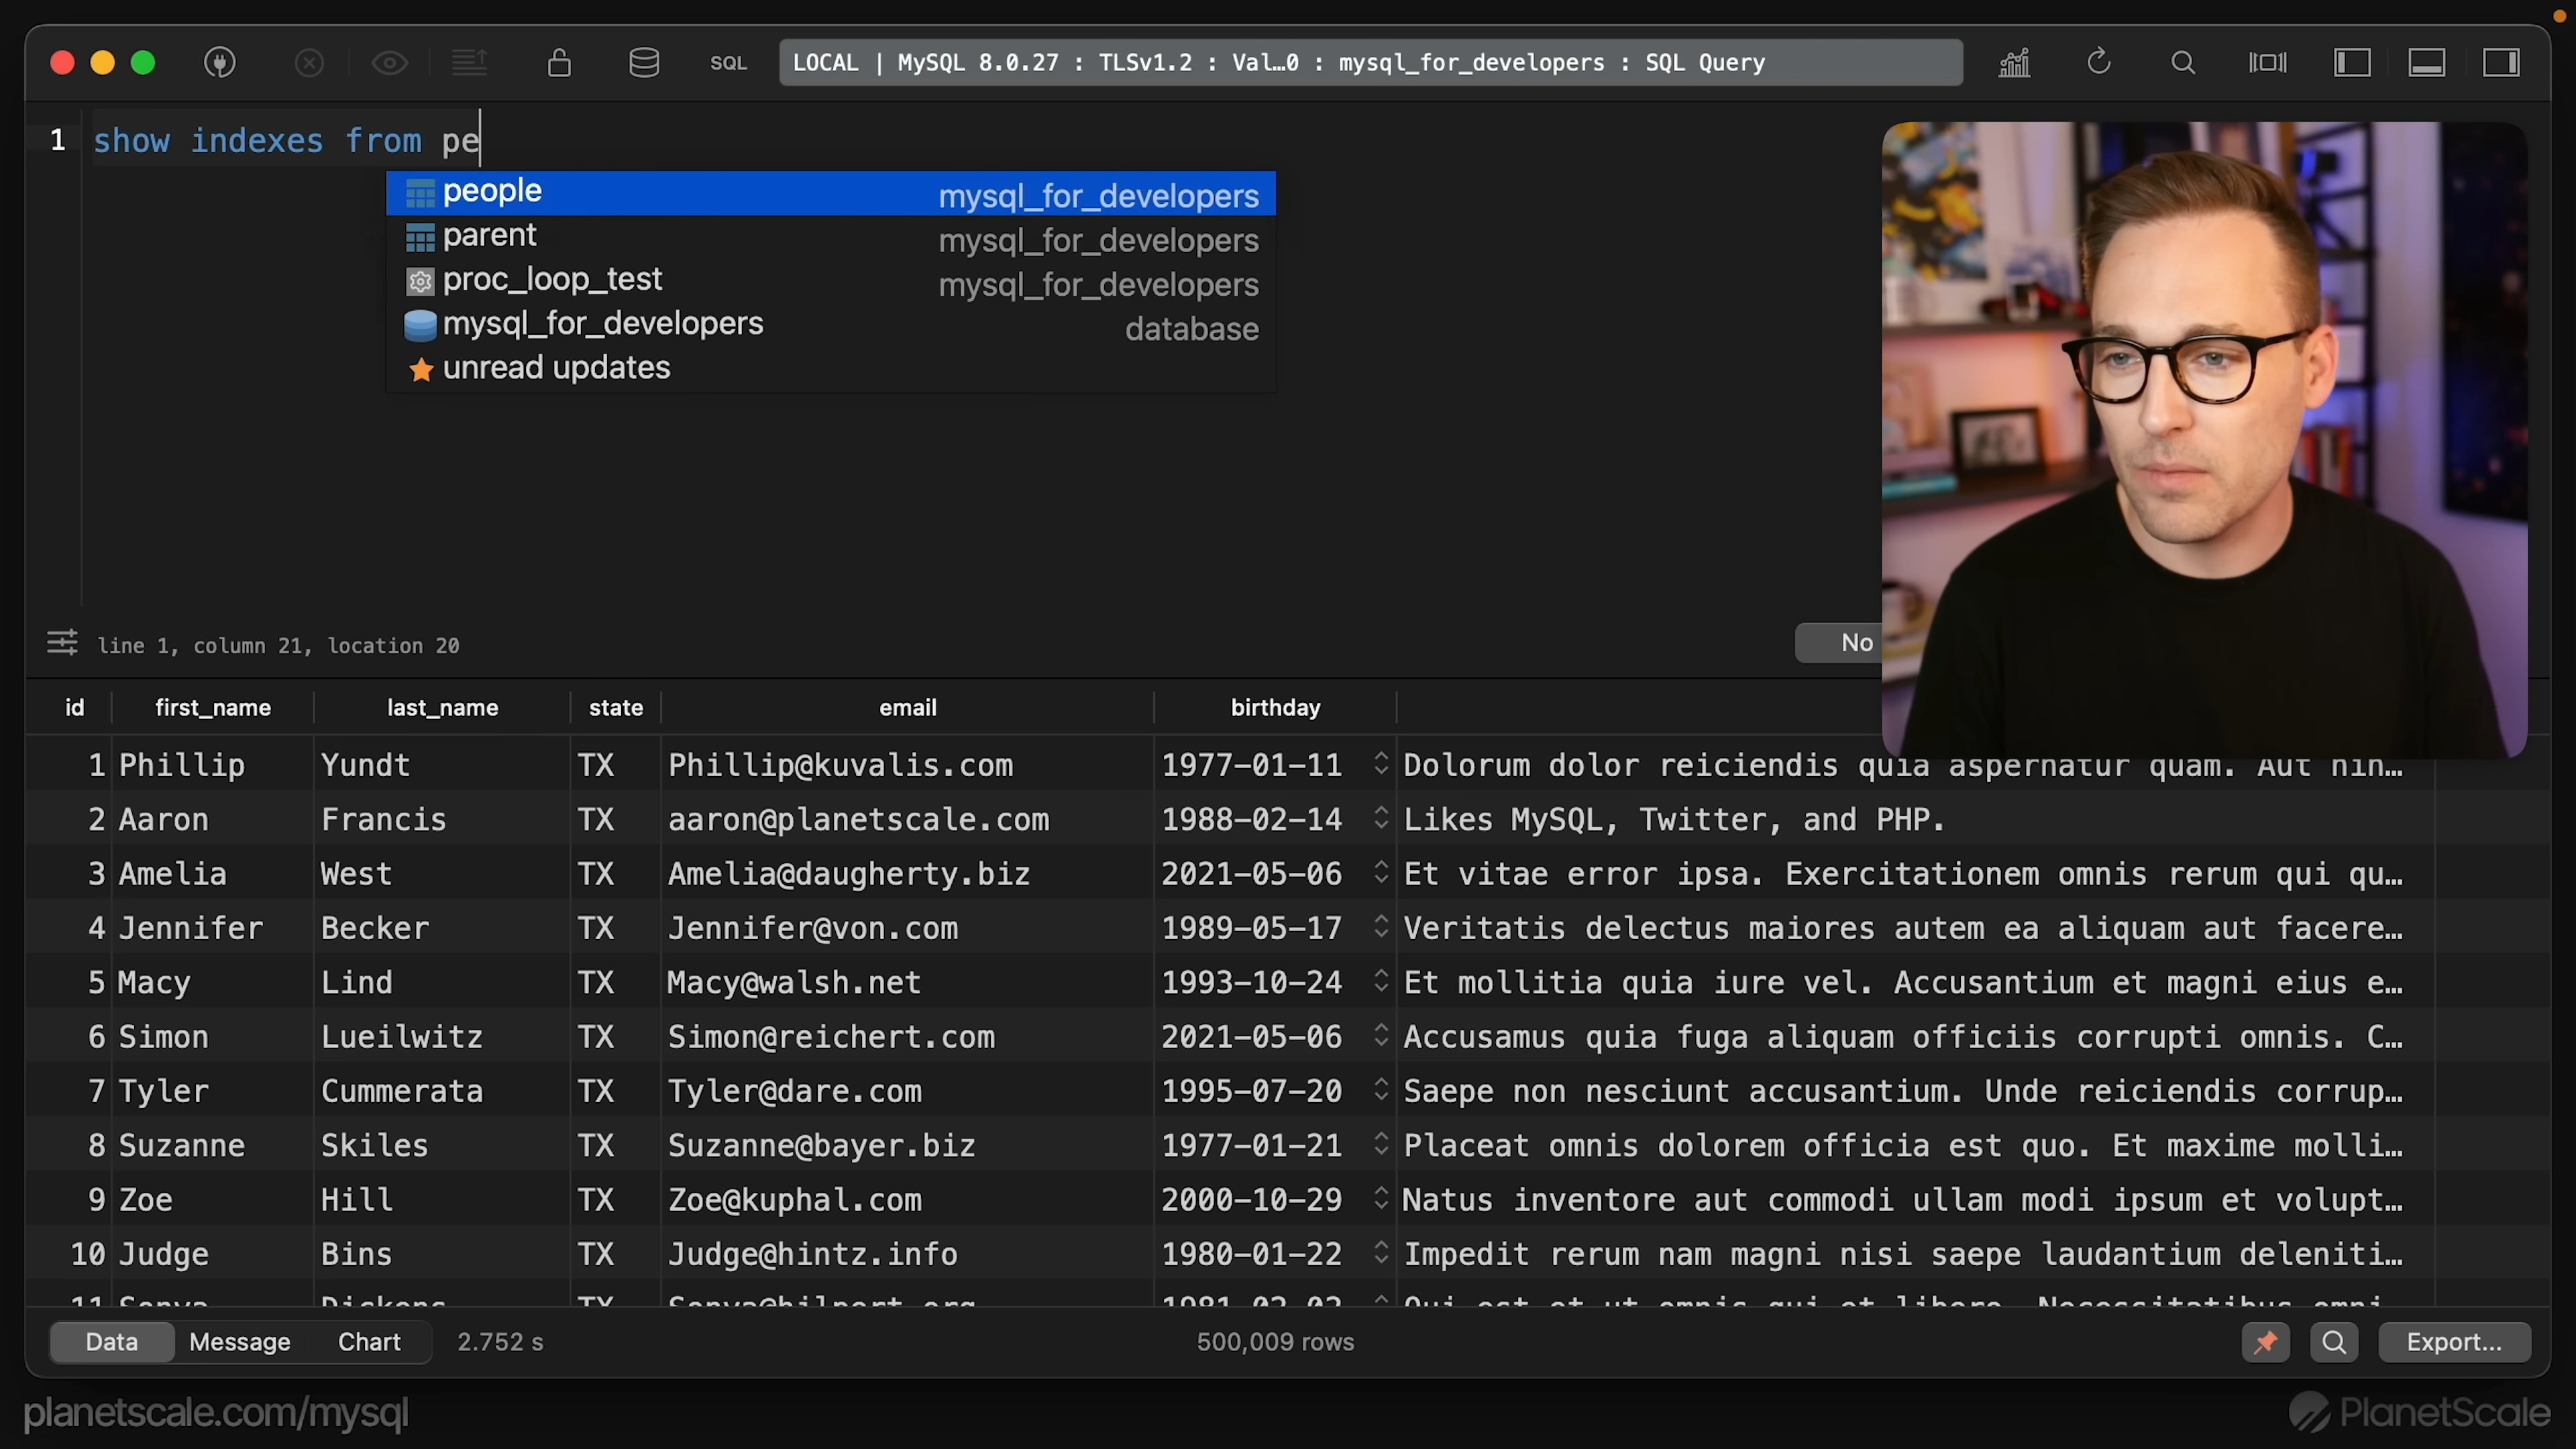 SQL
LOCAL | MySQL 8.0.27 : TLSv1.2 : Val…0 : mysql_for_developers : SQL Query
1 show indexes from pe
people mysql_for_developers
parent mysql_for_developers
proc_loop_test mysql_for_developers
mysql_for_developers database
unread updates
line 1, column 21, location 20
No
id first_name last_name state email birthday
1 Phillip Yundt TX Phillip@kuvalis.com 1977-01-11 Dolorum dolor reiciendis quia aspernatur quam. Aut hin…
2 Aaron Francis TX aaron@planetscale.com 1988-02-14 Likes MySQL, Twitter, and PHP.
3 Amelia West TX Amelia@daugherty.biz 2021-05-06 Et vitae error ipsa. Exercitationem omnis rerum qui qu…
4 Jennifer Becker TX Jennifer@von.com 1989-05-17 Veritatis delectus maiores autem ea aliquam aut facere…
5 Macy Lind TX Macy@walsh.net 1993-10-24 Et mollitia quia iure vel. Accusantium et magni eius e…
6 Simon Lueilwitz TX Simon@reichert.com 2021-05-06 Accusamus quia fuga aliquam officiis corrupti omnis. C…
7 Tyler Cummerata TX Tyler@dare.com 1995-07-20 Saepe non nesciunt accusantium. Unde reiciendis corrup…
8 Suzanne Skiles TX Suzanne@bayer.biz 1977-01-21 Placeat omnis dolorem officia est quo. Et maxime molli…
9 Zoe Hill TX Zoe@kuphal.com 2000-10-29 Natus inventore aut commodi ullam modi ipsum et volupt…
10 Judge Bins TX Judge@hintz.info 1980-01-22 Impedit rerum nam magni nisi saepe laudantium deleniti…
Data Message Chart 2.752 s 500,009 rows Export…
planetscale.com/mysql PlanetScale